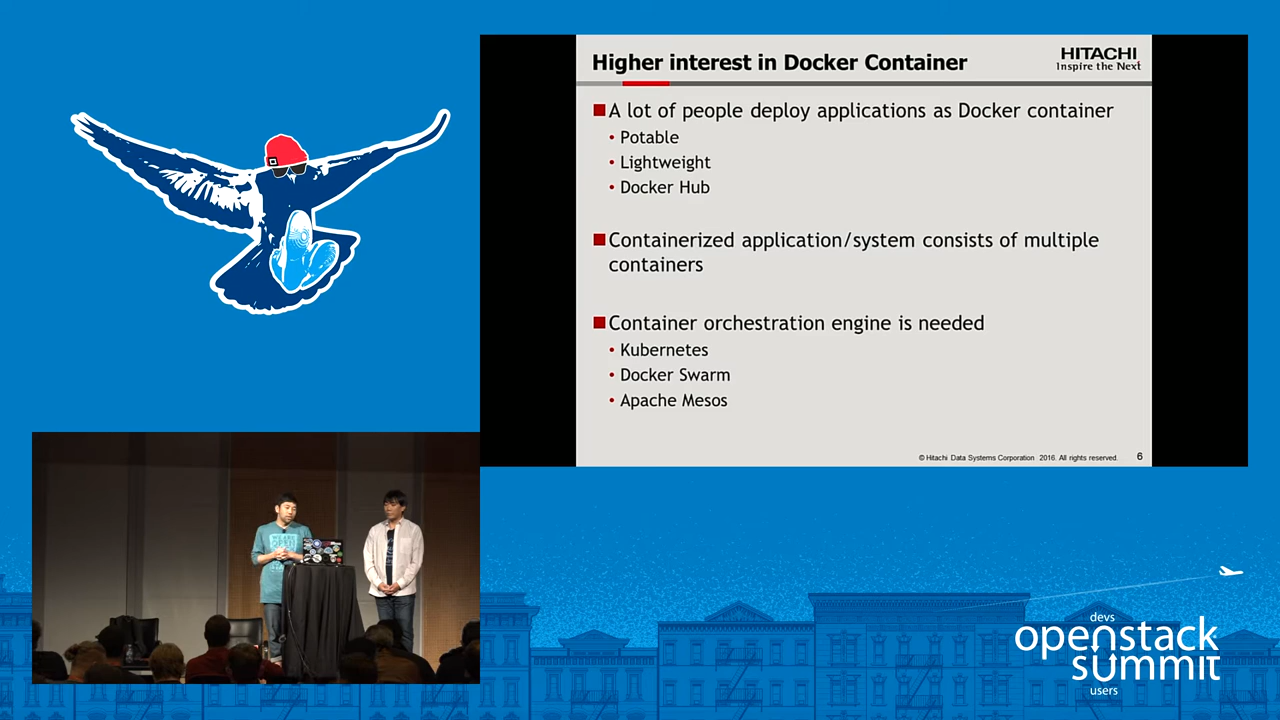 Higher interest in Docker Container
HITACHI
Inspire the Next
A lot of people deploy applications as Docker container
• Potable
• Lightweight
• Docker Hub
Containerized application/system consists of multiple
containers
Container orchestration engine is needed
• Kubernetes
• Docker Swarm
• Apache Mesos
© Hitachi Data Systems Corporation 2016. All rights reserved.
6
devs
openstack
summit
users